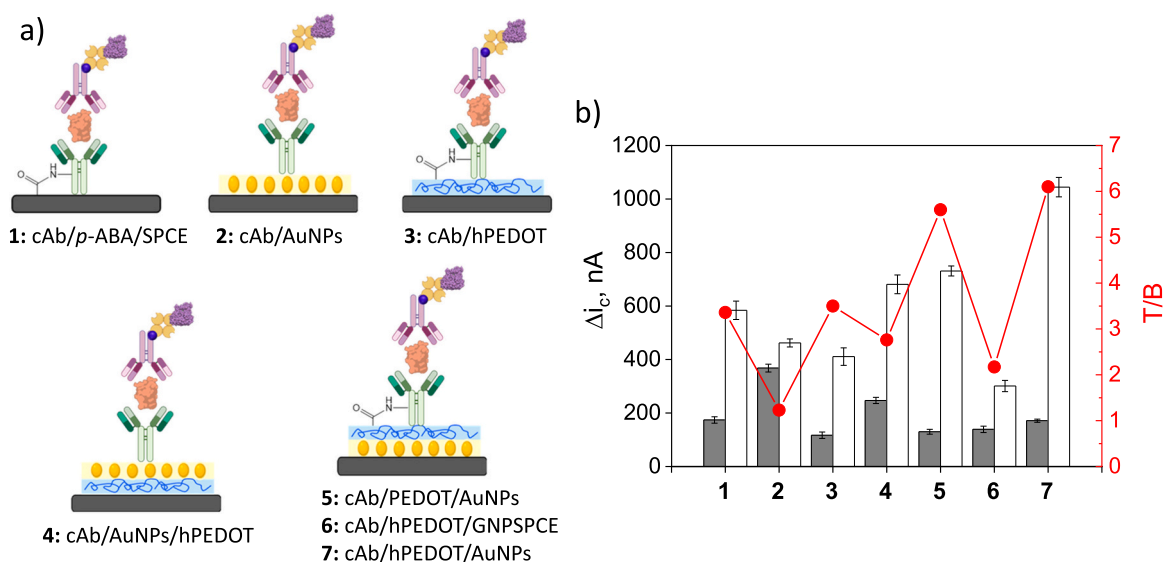 a)
O
H
N
1: cAb/p-ABA/SPCE
2: cAb/AuNPs
O
H
N
3: cAb/hPEDOT
4: cAb/AuNPs/hPEDOT
O
H
N
5: cAb/PEDOT/AuNPs
6: cAb/hPEDOT/GNPSPCE
7: cAb/hPEDOT/AuNPs
b)
Δic, nA
1200
1000
800
600
400
200
0
1 2 3 4 5 6 7
7
6
5
4
3
2
1
0
T/B